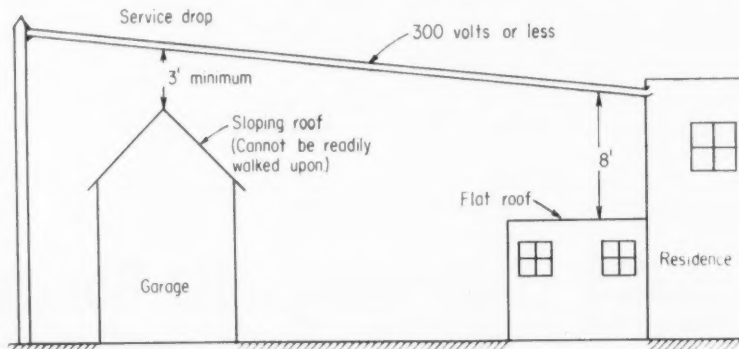 Service drop
300 volts or less
3' minimum
Sloping roof
(Cannot be readily
walked upon)
8'
Flat roof
Garage
Residence